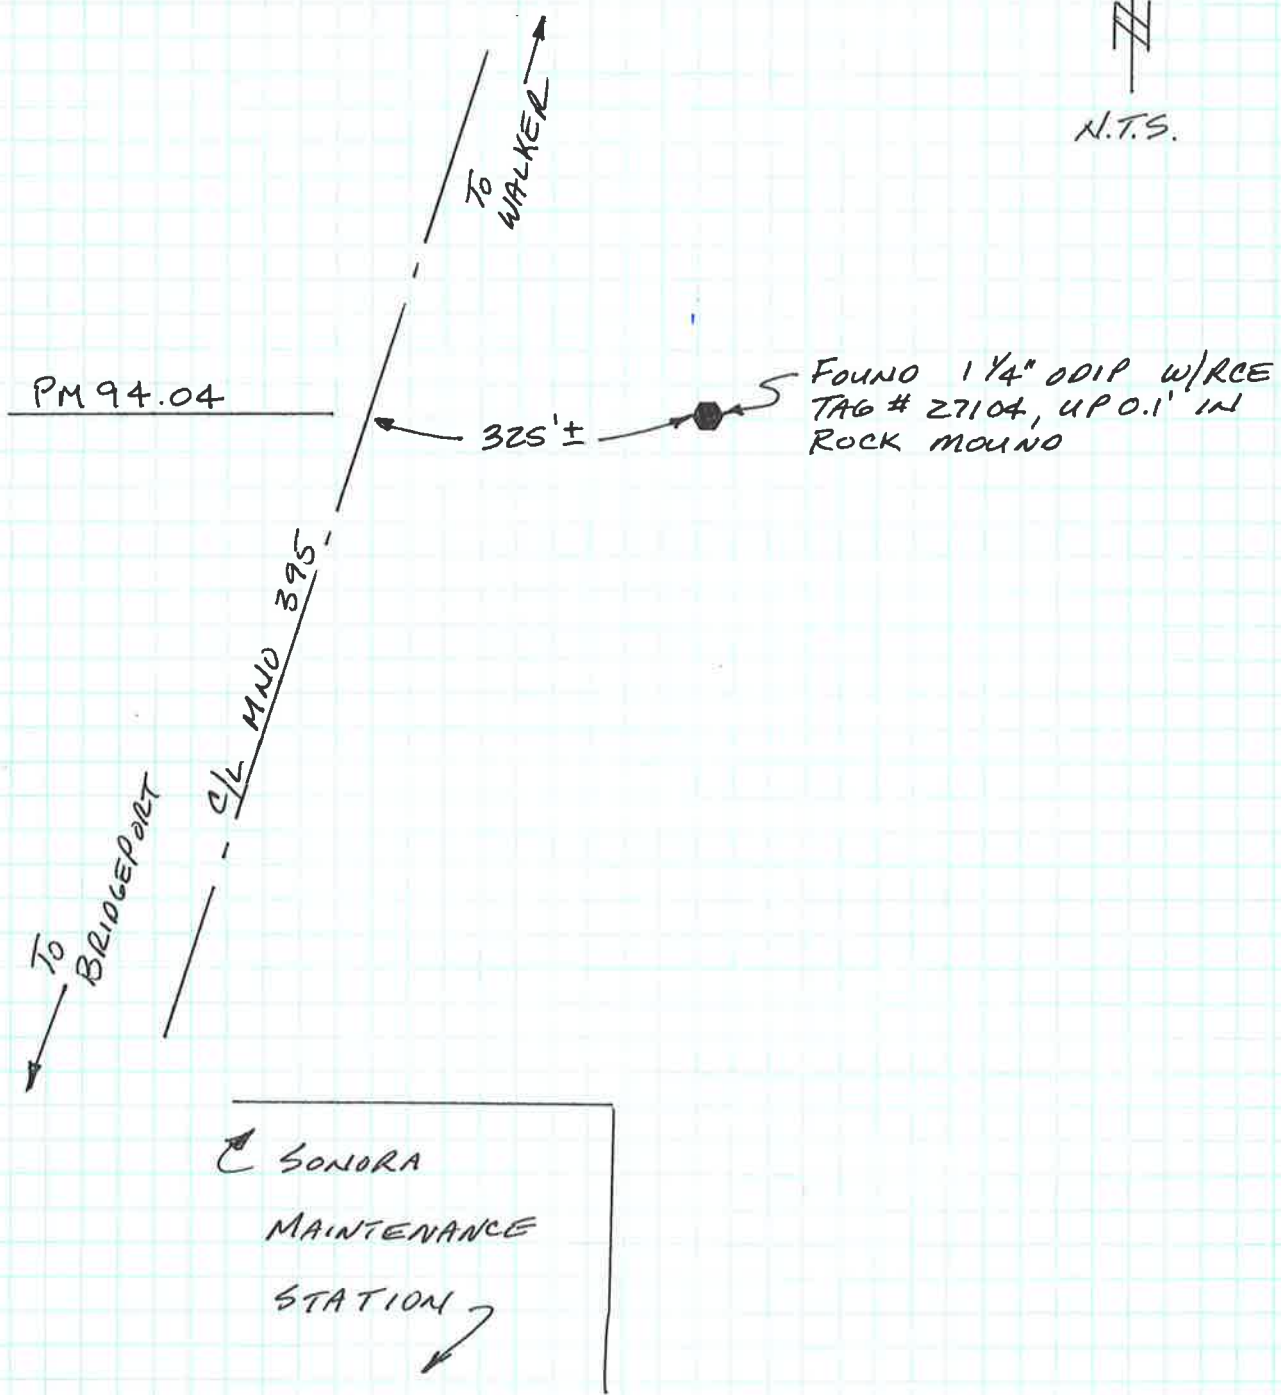 N.T.S.
TO
WALKER
FOUND 1 1/4" ODIP W/RCE
TAG # 27104, UP 0.1' IN
ROCK MOUND
PM 94.04
325'±
C/L MNO 395
TO
BRIDGEPORT
SONORA
MAINTENANCE
STATION